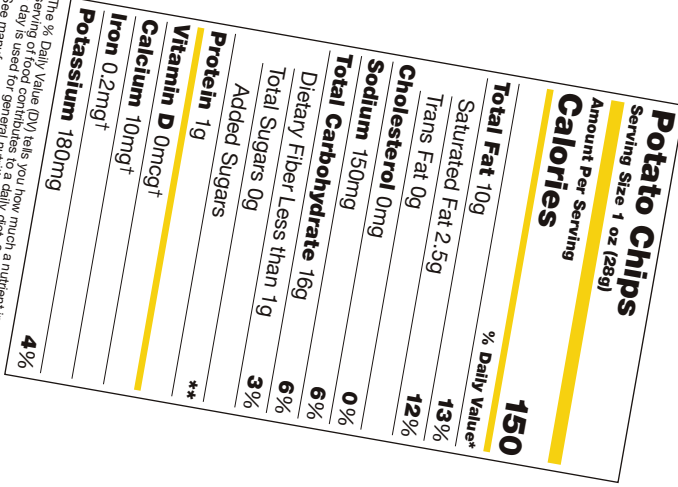 Potato Chips
Serving Size 1 oz (28g)
Amount Per Serving
Calories 150
% Daily Value*
Total Fat 10g 13%
Saturated Fat 2.5g 12%
Trans Fat 0g
Cholesterol 0mg 0%
Sodium 150mg 6%
Total Carbohydrate 16g 6%
Dietary Fiber Less than 1g 3%
Total Sugars 0g
Added Sugars **
Protein 1g
Vitamin D 0mcg†
Calcium 10mg†
Iron 0.2mg†
Potassium 180mg 4%
The % Daily Value (DV) tells you how much a nutrient in
serving of food contributes to a daily diet.
day is used for general
See